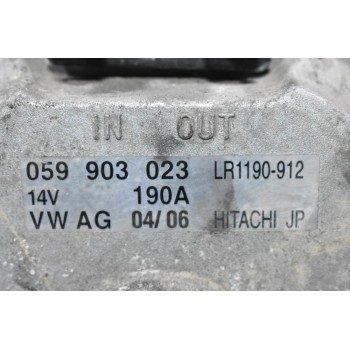 IN OUT
059 903 023 LR1190-912
14V 190A
VW AG 04/06 HITACHI JP